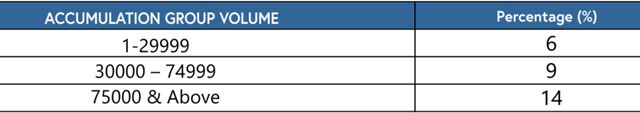 ACCUMULATION GROUP VOLUME Percentage (%)
1-29999 6
30000 – 74999 9
75000 & Above 14